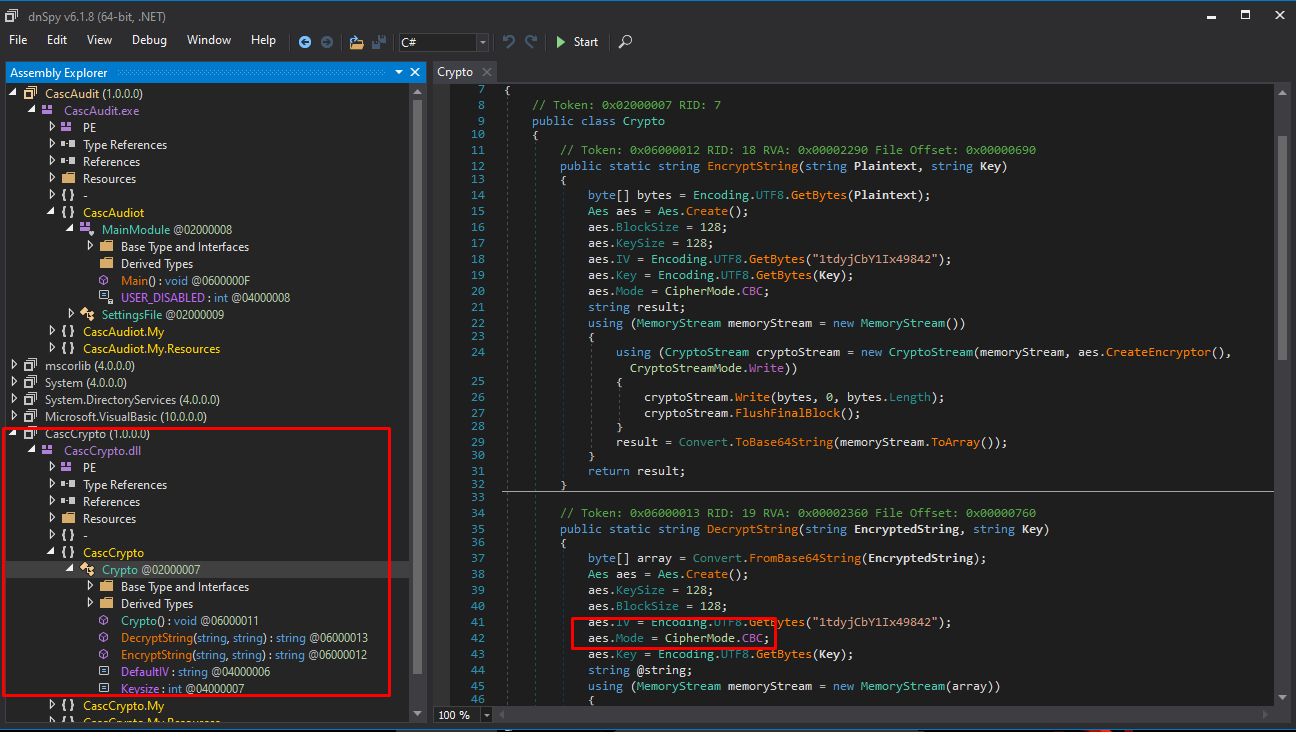 dnSpy v6.1.8 (64-bit, .NET)
File Edit View Debug Window Help C# Start
Assembly Explorer
CascAudit (1.0.0.0)
CascAudit.exe
PE
Type References
References
Resources
{ } -
{ } CascAudiot
MainModule @02000008
Base Type and Interfaces
Derived Types
Main() : void @0600000F
USER_DISABLED : int @04000008
SettingsFile @02000009
{ } CascAudiot.My
{ } CascAudiot.My.Resources
mscorlib (4.0.0.0)
System (4.0.0.0)
System.DirectoryServices (4.0.0.0)
Microsoft.VisualBasic (10.0.0.0)
CascCrypto (1.0.0.0)
CascCrypto.dll
PE
Type References
References
Resources
{ } -
{ } CascCrypto
Crypto @02000007
Base Type and Interfaces
Derived Types
Crypto() : void @06000011
DecryptString(string, string) : string @06000013
EncryptString(string, string) : string @06000012
DefaultIV : string @04000006
Keysize : int @04000007
{ } CascCrypto.My
{ } CascCrypto.My.Resources
Crypto
7 {
8 // Token: 0x02000007 RID: 7
9 public class Crypto
10 {
11 // Token: 0x06000012 RID: 18 RVA: 0x00002290 File Offset: 0x00000690
12 public static string EncryptString(string Plaintext, string Key)
13 {
14 byte[] bytes = Encoding.UTF8.GetBytes(Plaintext);
15 Aes aes = Aes.Create();
16 aes.BlockSize = 128;
17 aes.KeySize = 128;
18 aes.IV = Encoding.UTF8.GetBytes("1tdyjCbY1Ix49842");
19 aes.Key = Encoding.UTF8.GetBytes(Key);
20 aes.Mode = CipherMode.CBC;
21 string result;
22 using (MemoryStream memoryStream = new MemoryStream())
23 {
24 using (CryptoStream cryptoStream = new CryptoStream(memoryStream, aes.CreateEncryptor(),
CryptoStreamMode.Write))
25 {
26 cryptoStream.Write(bytes, 0, bytes.Length);
27 cryptoStream.FlushFinalBlock();
28 }
29 result = Convert.ToBase64String(memoryStream.ToArray());
30 }
31 return result;
32 }
33
34 // Token: 0x06000013 RID: 19 RVA: 0x00002360 File Offset: 0x00000760
35 public static string DecryptString(string EncryptedString, string Key)
36 {
37 byte[] array = Convert.FromBase64String(EncryptedString);
38 Aes aes = Aes.Create();
39 aes.KeySize = 128;
40 aes.BlockSize = 128;
41 aes.IV = Encoding.UTF8.GetBytes("1tdyjCbY1Ix49842");
42 aes.Mode = CipherMode.CBC;
43 aes.Key = Encoding.UTF8.GetBytes(Key);
44 string @string;
45 using (MemoryStream memoryStream = new MemoryStream(array))
46 {
100 %